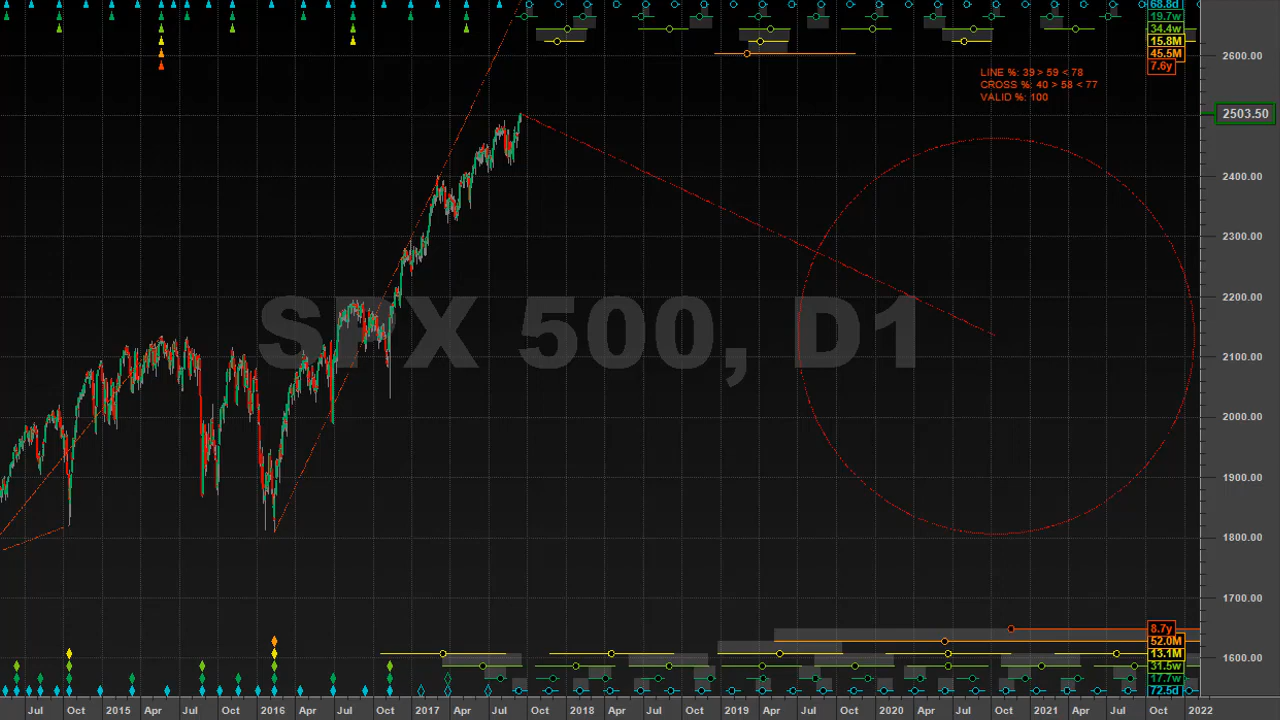 68.8d
19.7w
34.4w
15.8M
45.5M
7.6y
LINE %: 39 > 59 < 78
CROSS %: 40 > 58 < 77
VALID %: 100
2600.00
2503.50
2400.00
2300.00
2200.00
2100.00
2000.00
1900.00
1800.00
1700.00
1600.00
SPX 500, D1
8.7y
52.0M
13.1M
31.5w
17.7w
72.5d
Jul Oct 2015 Apr Jul Oct 2016 Apr Jul Oct 2017 Apr Jul Oct 2018 Apr Jul Oct 2019 Apr Jul Oct 2020 Apr Jul Oct 2021 Apr Jul Oct 2022